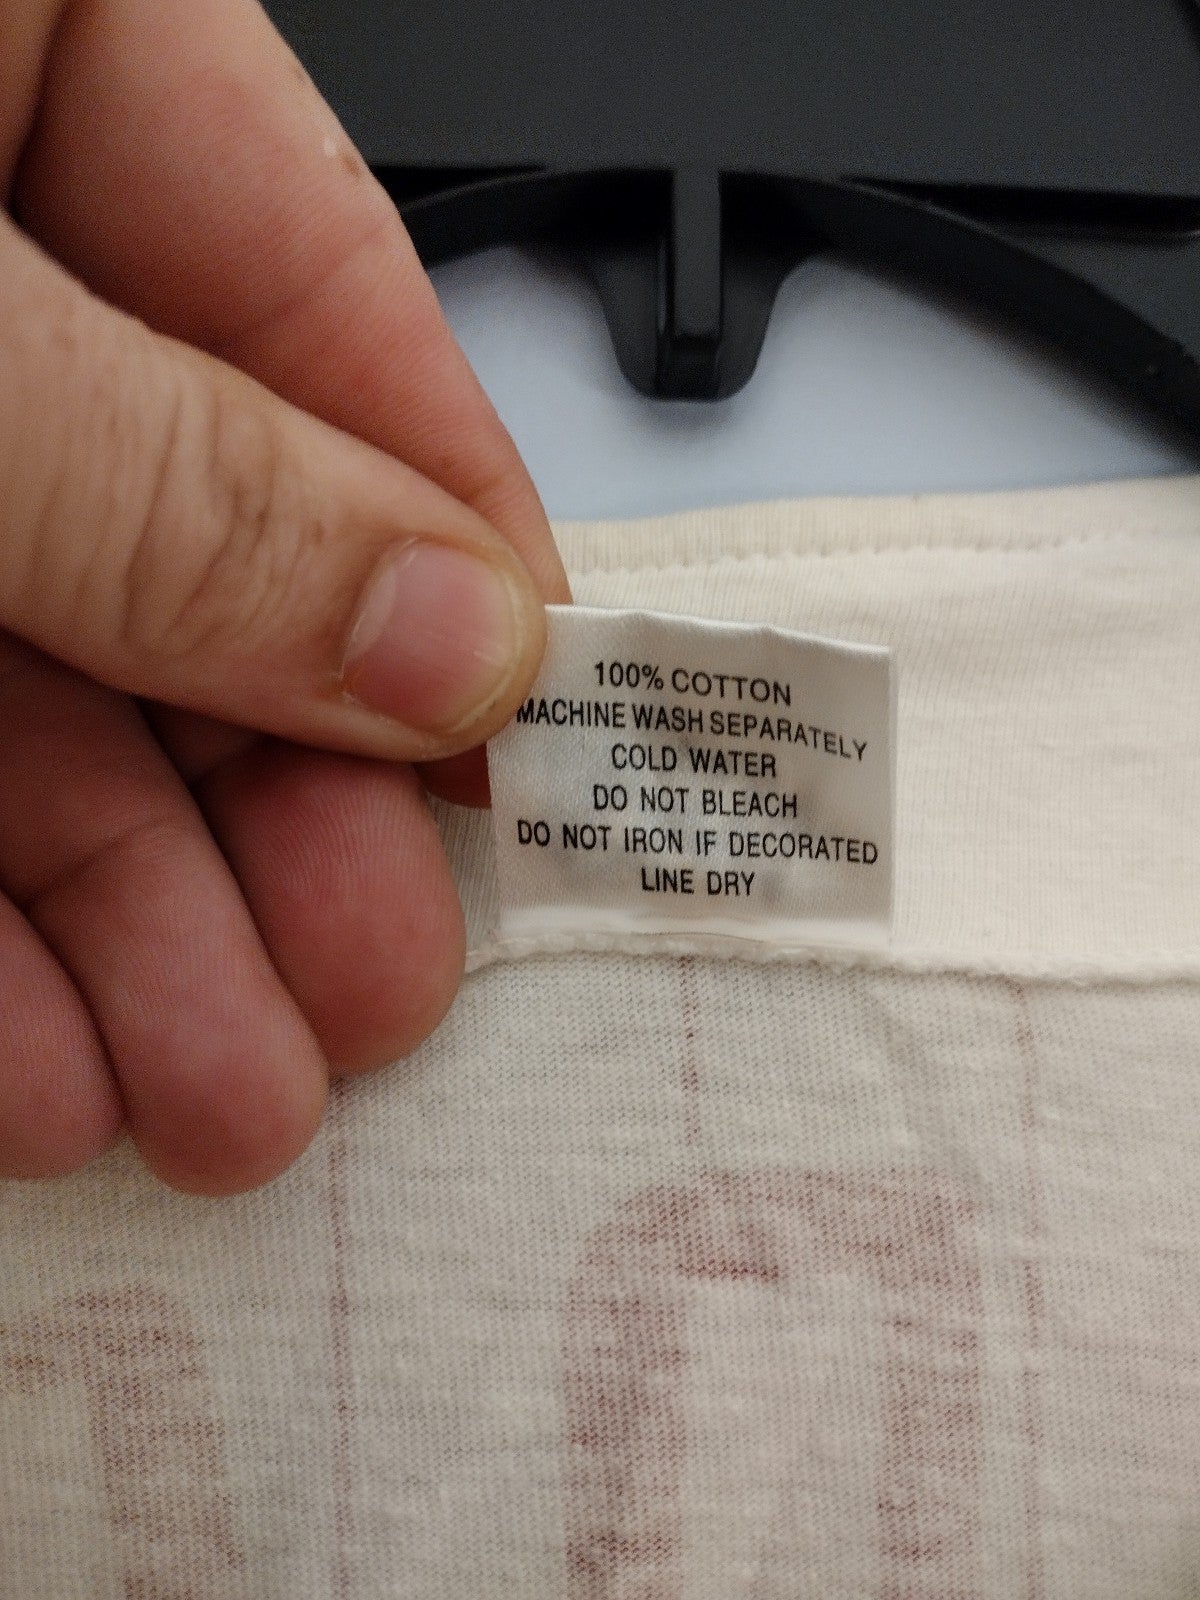 100% COTTON
MACHINE WASH SEPARATELY
COLD WATER
DO NOT BLEACH
DO NOT IRON IF DECORATED
LINE DRY